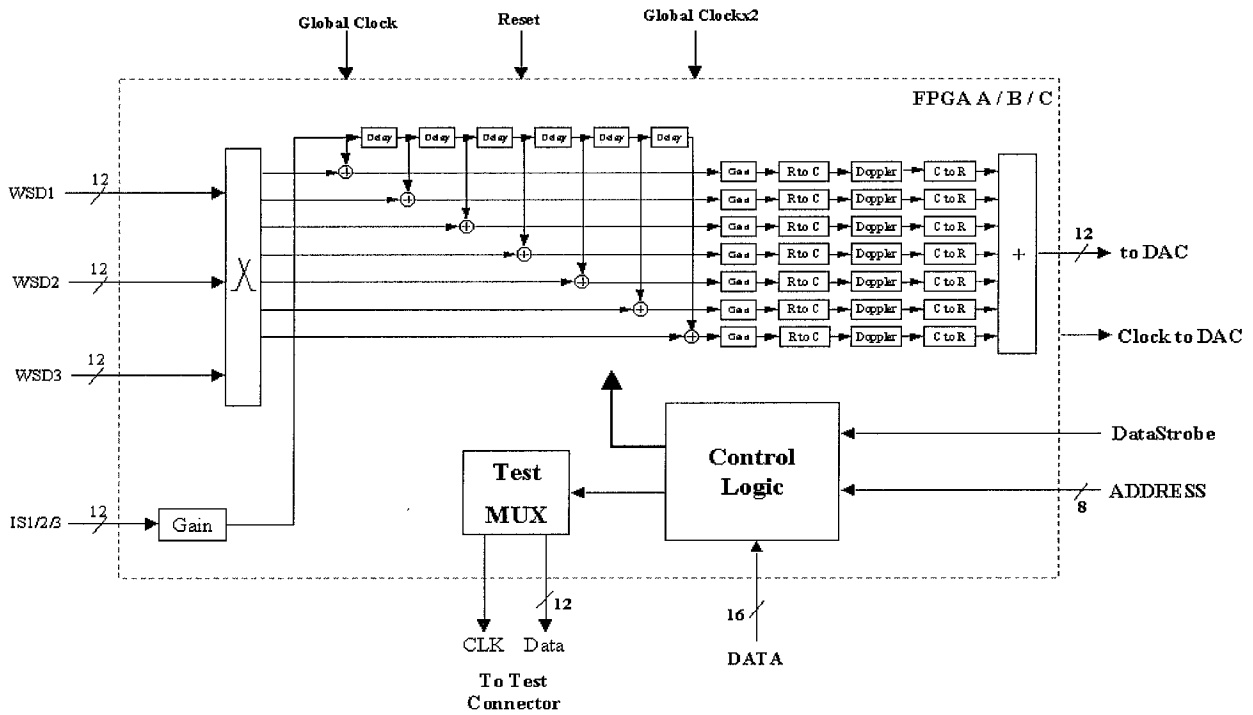 Global Clock
Reset
Global Clockx2
FPGA A / B / C
Delay Delay Delay Delay Delay Delay
WSD1 12
Gain R to C Doppler C to R
Gain R to C Doppler C to R
Gain R to C Doppler C to R
Gain R to C Doppler C to R
Gain R to C Doppler C to R
Gain R to C Doppler C to R
Gain R to C Doppler C to R
+
12 to DAC
WSD2 12
Clock to DAC
WSD3 12
DataStrobe
Control
Logic
Test
MUX
ADDRESS
8
IS1/2/3 12
Gain
12
16
CLK Data
DATA
To Test
Connector